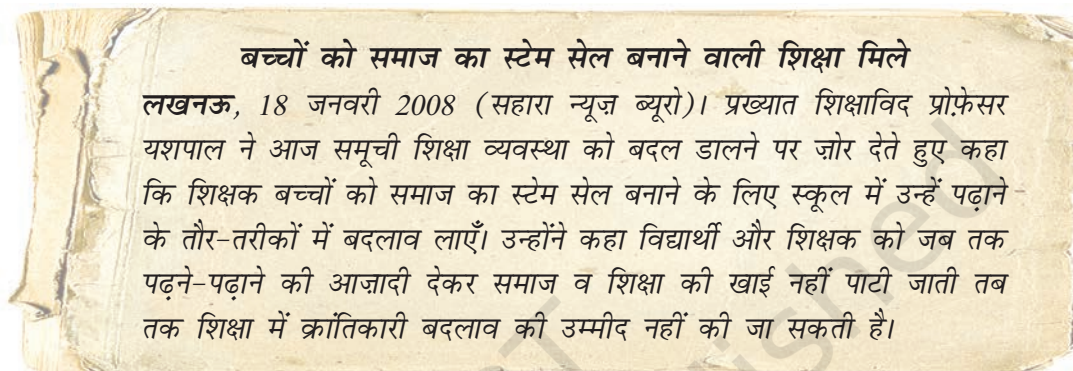 बच्चों को समाज का स्टेम सेल बनाने वाली शिक्षा मिले
लखनऊ, 18 जनवरी 2008 (सहारा न्यूज़ ब्यूरो)। प्रख्यात शिक्षाविद प्रोफ़ेसर
यशपाल ने आज समूची शिक्षा व्यवस्था को बदल डालने पर ज़ोर देते हुए कहा
कि शिक्षक बच्चों को समाज का स्टेम सेल बनाने के लिए स्कूल में उन्हें पढ़ाने
के तौर-तरीकों में बदलाव लाएँ। उन्होंने कहा विद्यार्थी और शिक्षक को जब तक
पढ़ने-पढ़ाने की आज़ादी देकर समाज व शिक्षा की खाई नहीं पाटी जाती तब
तक शिक्षा में क्रांतिकारी बदलाव की उम्मीद नहीं की जा सकती है।